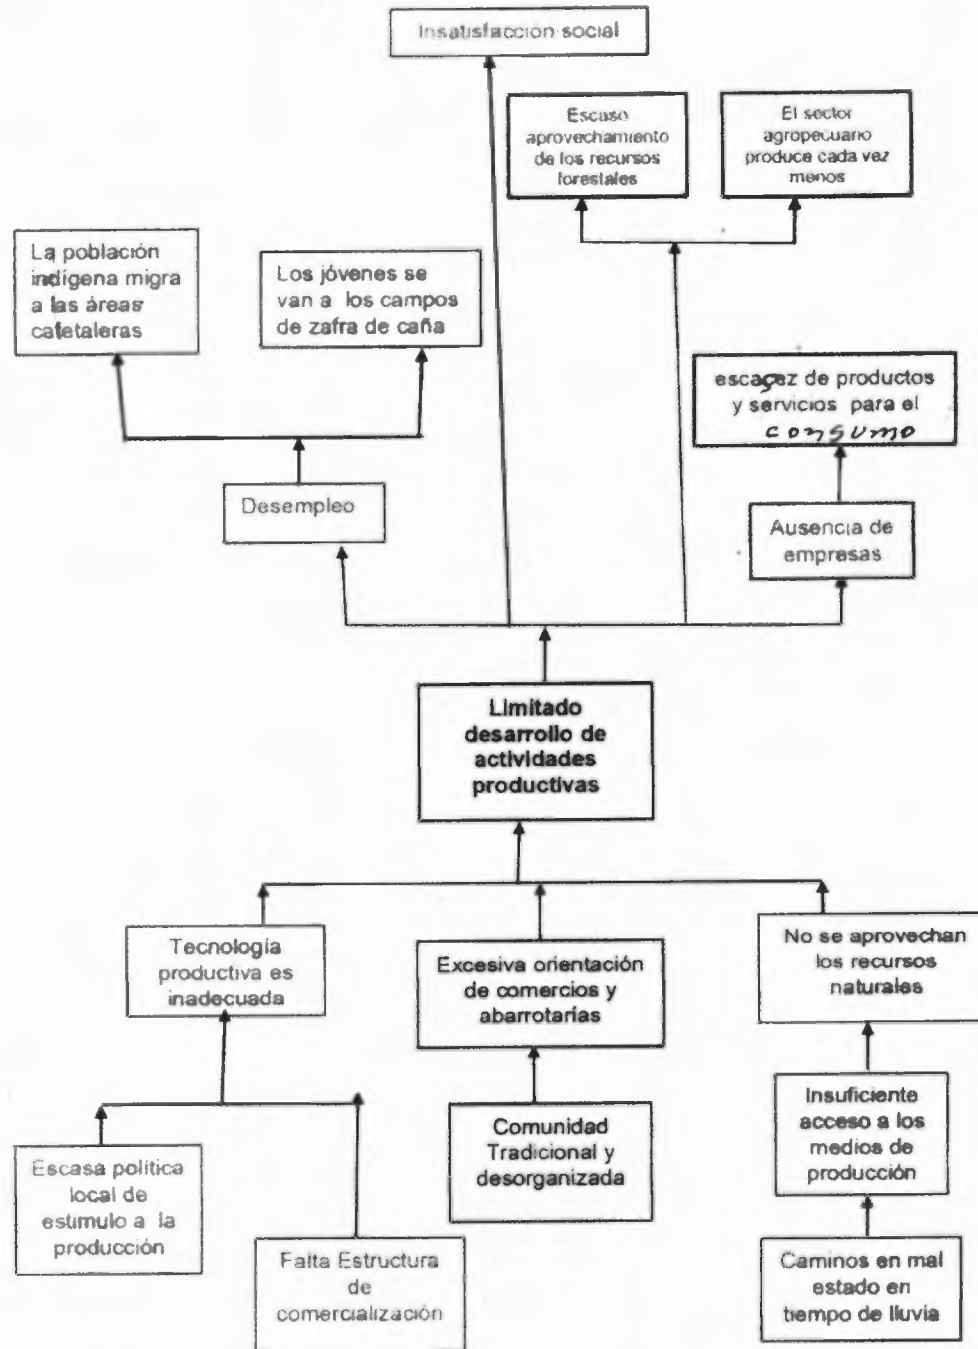 Insatisfacción social
Escaso
aprovechamiento
de los recursos
forestales
El sector
agropecuario
produce cada vez
menos
La población
indígena migra
a las áreas
cafetaleras
Los jóvenes se
van a los campos
de zafra de caña
escasez de productos
y servicios para el
consumo
Desempleo
Ausencia de
empresas
Limitado
desarrollo de
actividades
productivas
Tecnología
productiva es
inadecuada
Excesiva orientación
de comercios y
abarrotarías
No se aprovechan
los recursos
naturales
Escasa política
local de
estimulo a la
producción
Falta Estructura
de
comercialización
Comunidad
Tradicional y
desorganizada
Insuficiente
acceso a los
medios de
producción
Caminos en mal
estado en
tiempo de lluvia